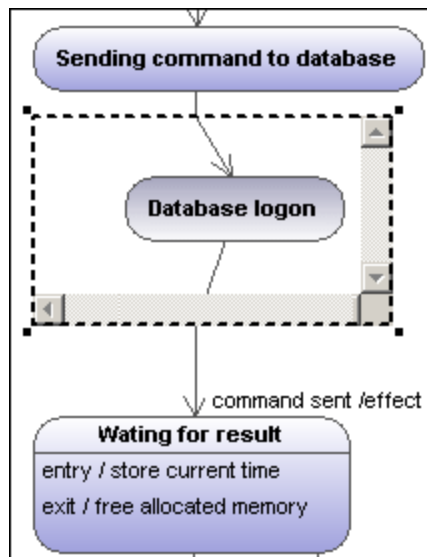 Sending command to database
Database logon
command sent /effect
Wating for result
entry / store current time
exit / free allocated memory